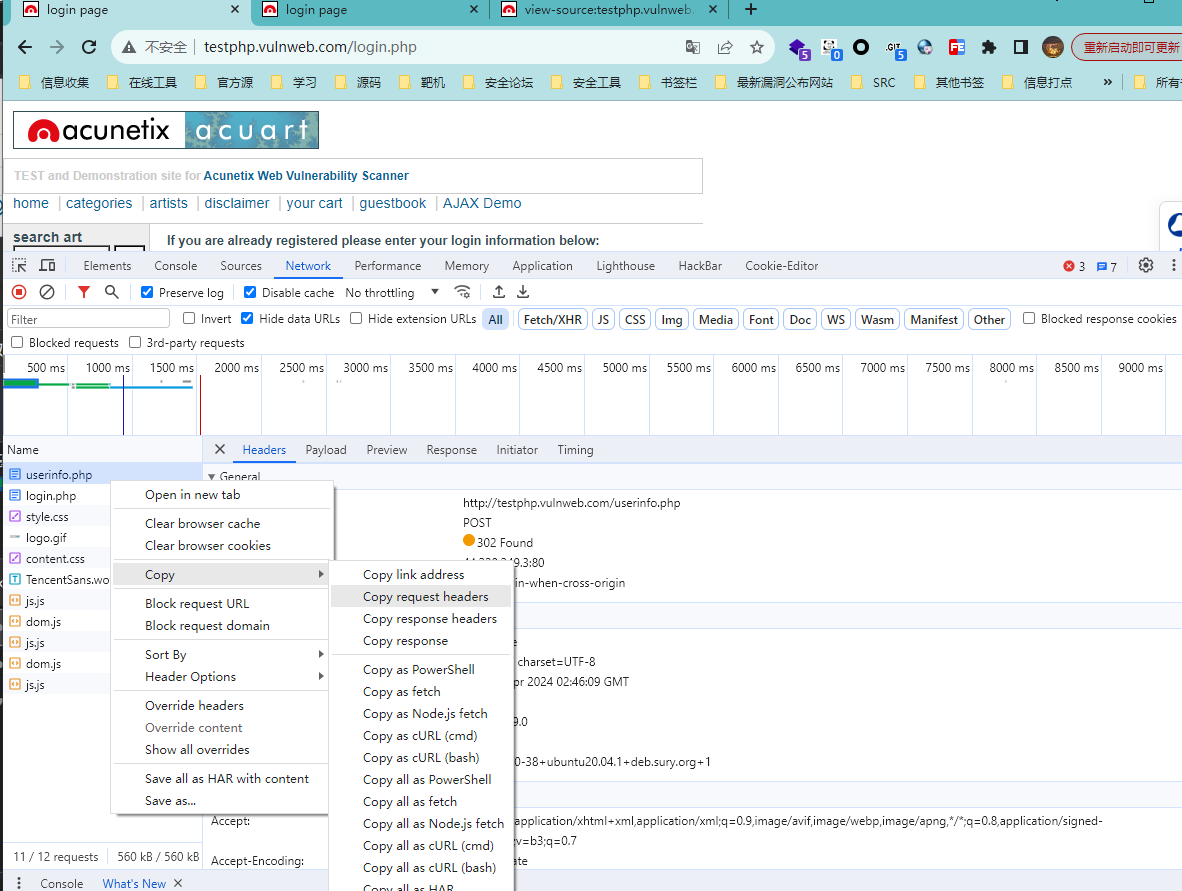 login page login page view-source:testphp.vulnweb.
不安全 testphp.vulnweb.com/login.php 5 0 .GIT 5 FE 重新启动即可更新
信息收集 在线工具 官方源 学习 源码 靶机 安全论坛 安全工具 书签栏 最新漏洞公布网站 SRC 其他书签 信息打点 » 所有
acunetix acuart
TEST and Demonstration site for Acunetix Web Vulnerability Scanner
home categories artists disclaimer your cart guestbook AJAX Demo
search art
If you are already registered please enter your login information below:
Elements Console Sources Network Performance Memory Application Lighthouse HackBar Cookie-Editor 3 7
Preserve log Disable cache No throttling
Filter Invert Hide data URLs Hide extension URLs All Fetch/XHR JS CSS Img Media Font Doc WS Wasm Manifest Other Blocked response cookies
Blocked requests 3rd-party requests
500 ms 1000 ms 1500 ms 2000 ms 2500 ms 3000 ms 3500 ms 4000 ms 4500 ms 5000 ms 5500 ms 6000 ms 6500 ms 7000 ms 7500 ms 8000 ms 8500 ms 9000 ms
Name Headers Payload Preview Response Initiator Timing
userinfo.php
login.php
style.css
logo.gif
content.css
TencentSans.wo
js.js
dom.js
js.js
dom.js
js.js
11 / 12 requests 560 kB / 560 kB
Open in new tab
Clear browser cache
Clear browser cookies
Copy
Block request URL
Block request domain
Sort By
Header Options
Override headers
Override content
Show all overrides
Save all as HAR with content
Save as...
Copy link address
Copy request headers
Copy response headers
Copy response
Copy as PowerShell
Copy as fetch
Copy as Node.js fetch
Copy as cURL (cmd)
Copy as cURL (bash)
Copy all as PowerShell
Copy all as fetch
Copy all as Node.js fetch
Copy all as cURL (cmd)
Copy all as cURL (bash)
Copy all as HAR
General
http://testphp.vulnweb.com/userinfo.php
POST
302 Found
.3:80
in-when-cross-origin
charset=UTF-8
pr 2024 02:46:09 GMT
9.0
0-38+ubuntu20.04.1+deb.sury.org+1
Accept: application/xhtml+xml,application/xml;q=0.9,image/avif,image/webp,image/apng,*/*;q=0.8,application/signed-
v=b3;q=0.7
Accept-Encoding: ate
Console What's New